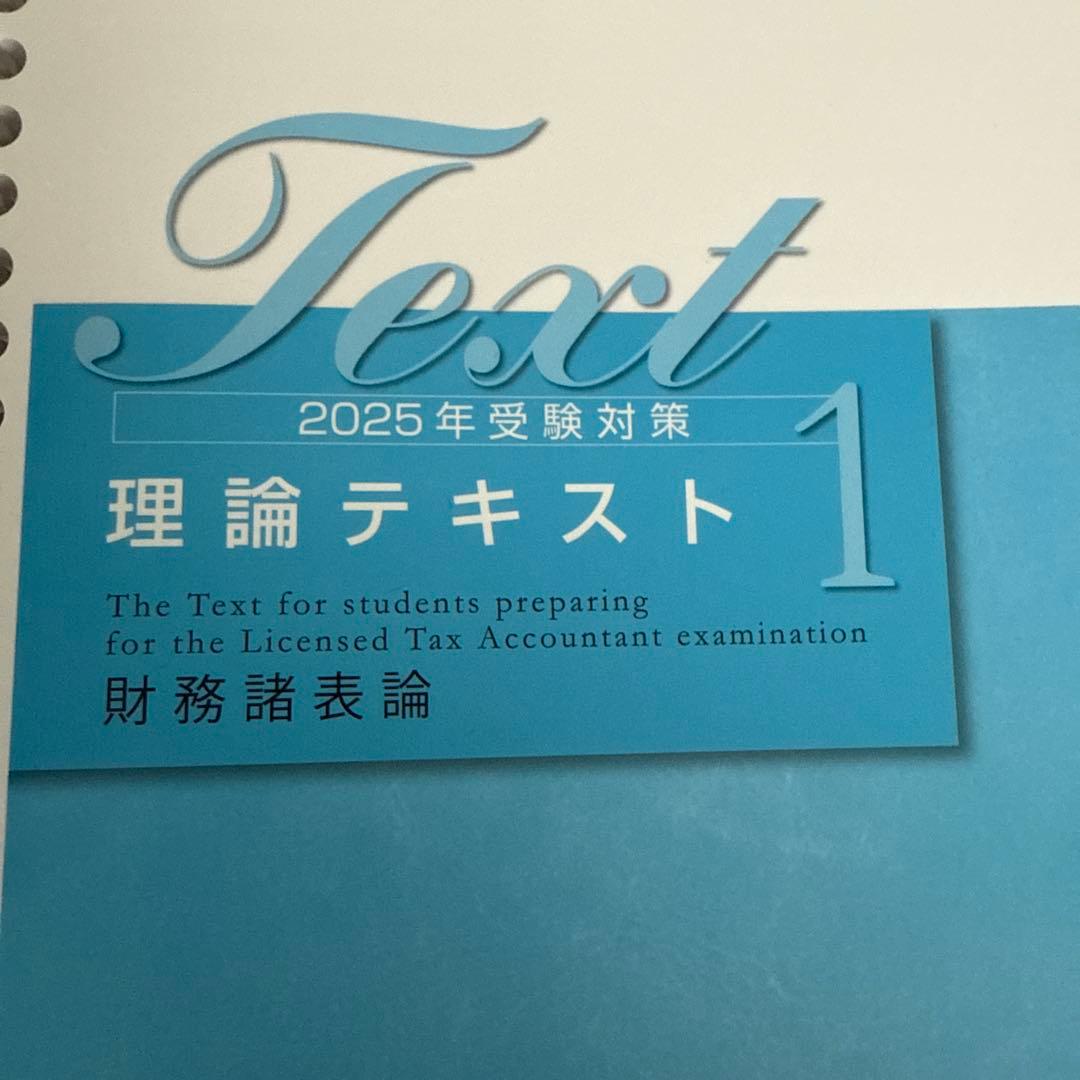 Text
2025年受験対策
理論テキスト 1
The Text for students preparing
for the Licensed Tax Accountant examination
財務諸表論